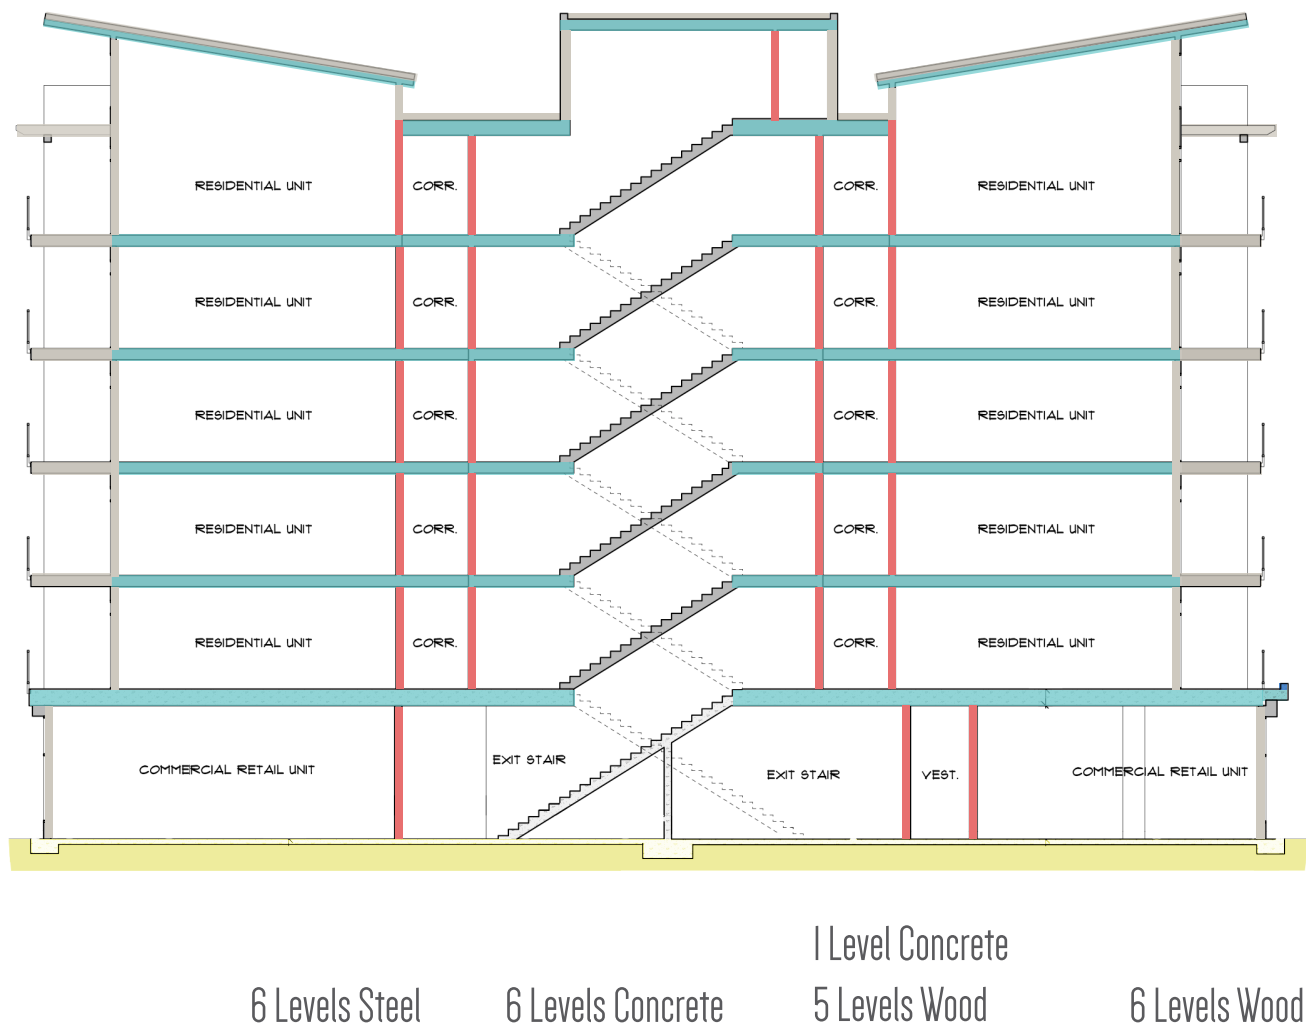 RESIDENTIAL UNIT CORR. CORR. RESIDENTIAL UNIT
RESIDENTIAL UNIT CORR. CORR. RESIDENTIAL UNIT
RESIDENTIAL UNIT CORR. CORR. RESIDENTIAL UNIT
RESIDENTIAL UNIT CORR. CORR. RESIDENTIAL UNIT
RESIDENTIAL UNIT CORR. CORR. RESIDENTIAL UNIT
COMMERCIAL RETAIL UNIT EXIT STAIR EXIT STAIR VEST. COMMERCIAL RETAIL UNIT
1 Level Concrete
6 Levels Steel 6 Levels Concrete 5 Levels Wood 6 Levels Wood